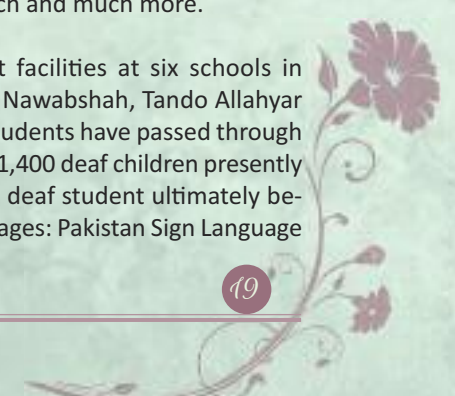 ch and much more.
t facilities at six schools in
Nawabshah, Tando Allahyar
tudents have passed through
1,400 deaf children presently
deaf student ultimately be-
ages: Pakistan Sign Language
19